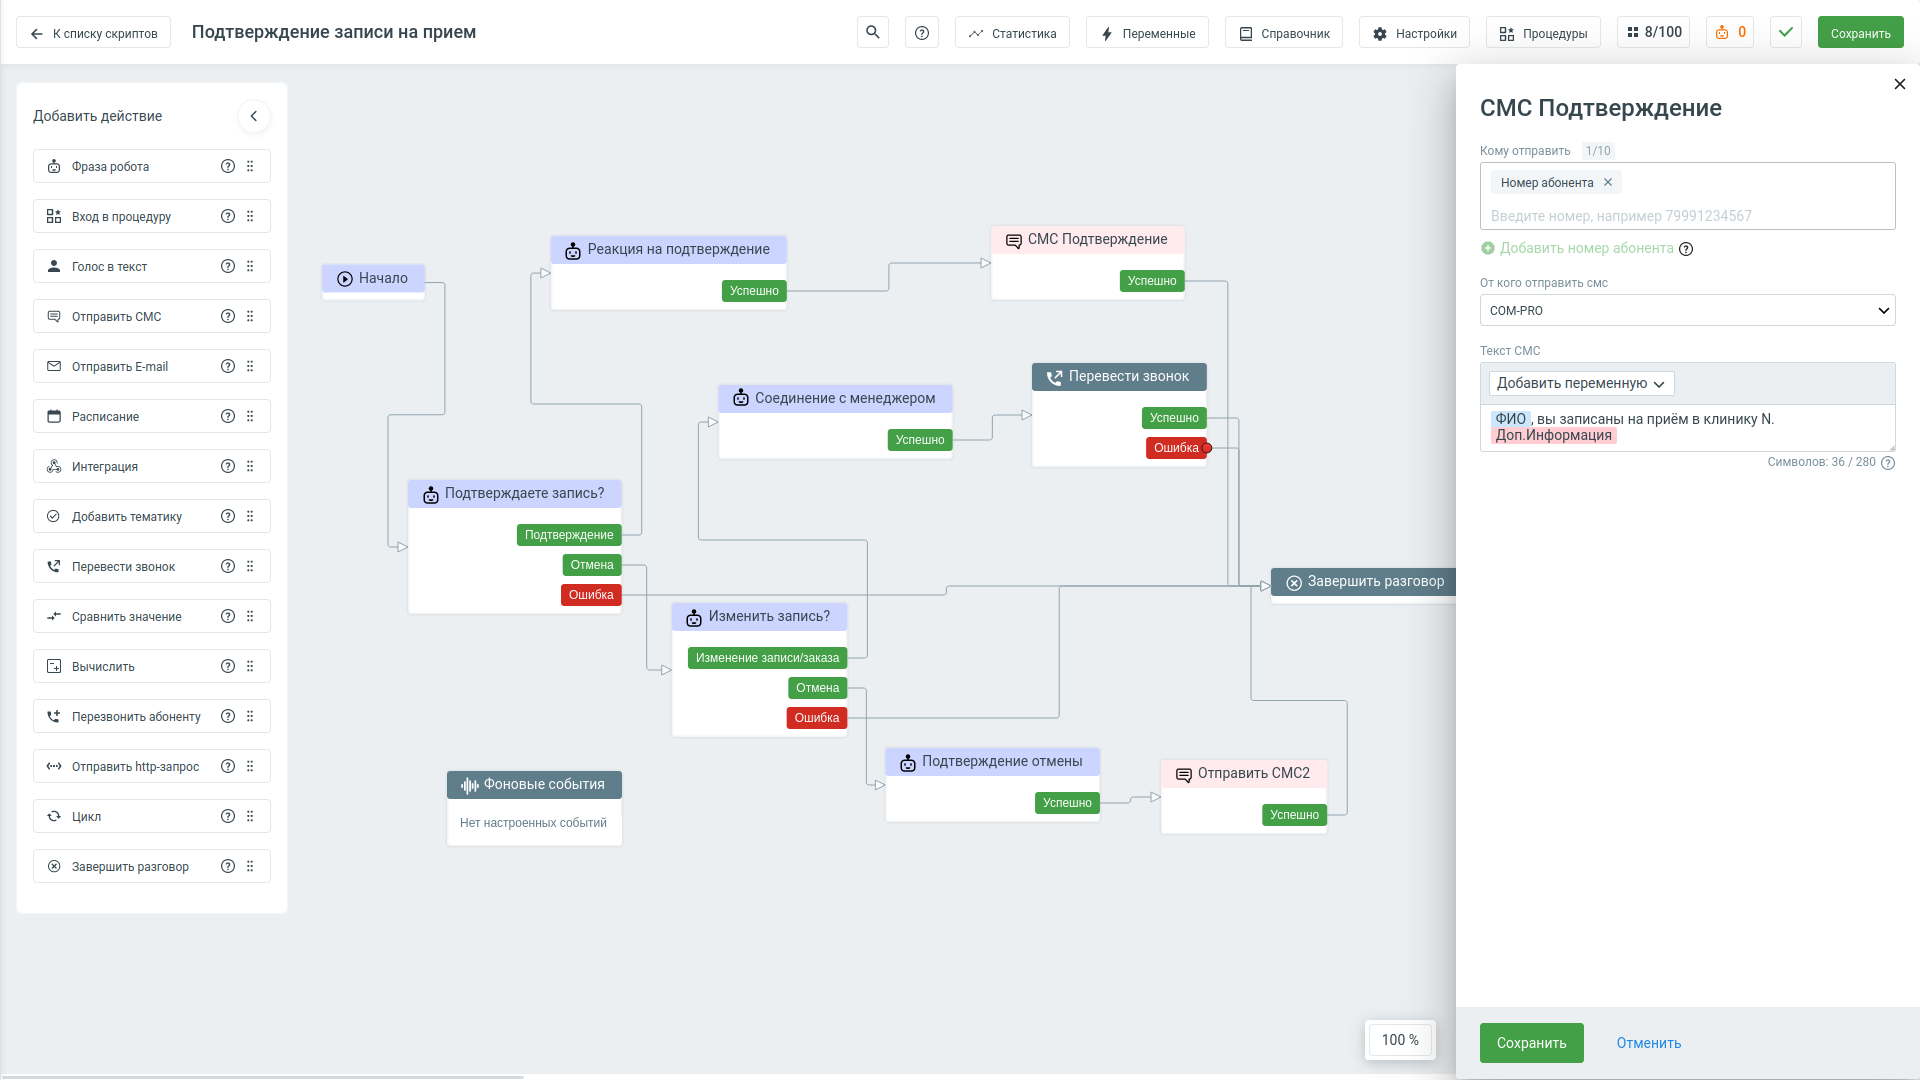 К списку скриптов
Подтверждение записи на прием
Статистика
Переменные
Справочник
Настройки
Процедуры
8/100
0
Сохранить
Добавить действие
Фраза робота
Вход в процедуру
Голос в текст
Отправить СМС
Отправить E-mail
Расписание
Интеграция
Добавить тематику
Перевести звонок
Сравнить значение
Вычислить
Перезвонить абоненту
Отправить http-запрос
Цикл
Завершить разговор
Начало
Реакция на подтверждение
Успешно
СМС Подтверждение
Успешно
Соединение с менеджером
Успешно
Перевести звонок
Успешно
Ошибка
Подтверждаете запись?
Подтверждение
Отмена
Ошибка
Завершить разговор
Изменить запись?
Изменение записи/заказа
Отмена
Ошибка
Фоновые события
Нет настроенных событий
Подтверждение отмены
Успешно
Отправить СМС2
Успешно
100 %
СМС Подтверждение
Кому отправить 1/10
Номер абонента
Введите номер, например 79991234567
Добавить номер абонента
От кого отправить смс
COM-PRO
Текст СМС
Добавить переменную
ФИО , вы записаны на приём в клинику N.
Доп.Информация
Символов: 36 / 280
Сохранить
Отменить